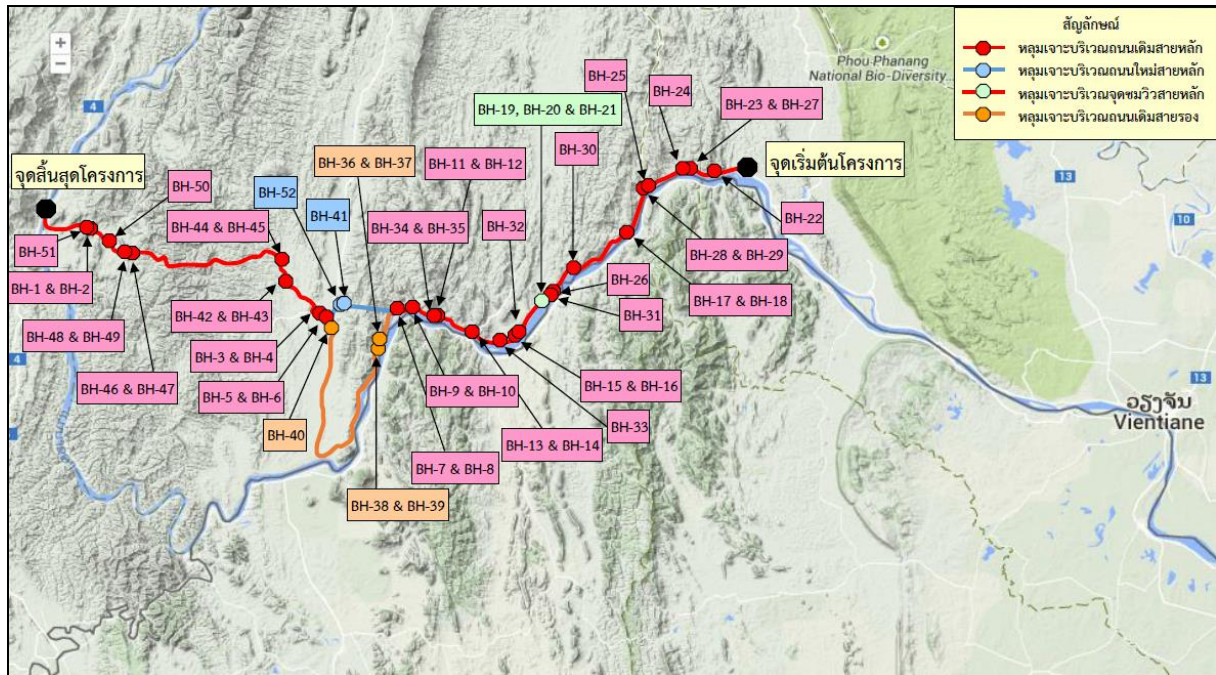 สัญลักษณ์
หลุมเจาะบริเวณถนนเดิมสายหลัก
หลุมเจาะบริเวณถนนใหม่สายหลัก
หลุมเจาะบริเวณจุดชมวิวสายหลัก
หลุมเจาะบริเวณถนนเดิมสายรอง
+
−
4
Phou Phanang
National Bio-Diversity
BH-25
BH-24
BH-23 & BH-27
BH-19, BH-20 & BH-21
BH-30
จุดเริ่มต้นโครงการ
BH-36 & BH-37
BH-11 & BH-12
จุดสิ้นสุดโครงการ
BH-50
BH-52
BH-41
13
BH-44 & BH-45
BH-34 & BH-35
BH-32
BH-22
10
BH-51
BH-28 & BH-29
BH-1 & BH-2
BH-26
BH-17 & BH-18
BH-42 & BH-43
BH-31
BH-48 & BH-49
BH-3 & BH-4
4
BH-46 & BH-47
BH-9 & BH-10
BH-15 & BH-16
13
BH-5 & BH-6
BH-33
ວຽງຈັນ
Vientiane
BH-40
BH-13 & BH-14
BH-7 & BH-8
BH-38 & BH-39